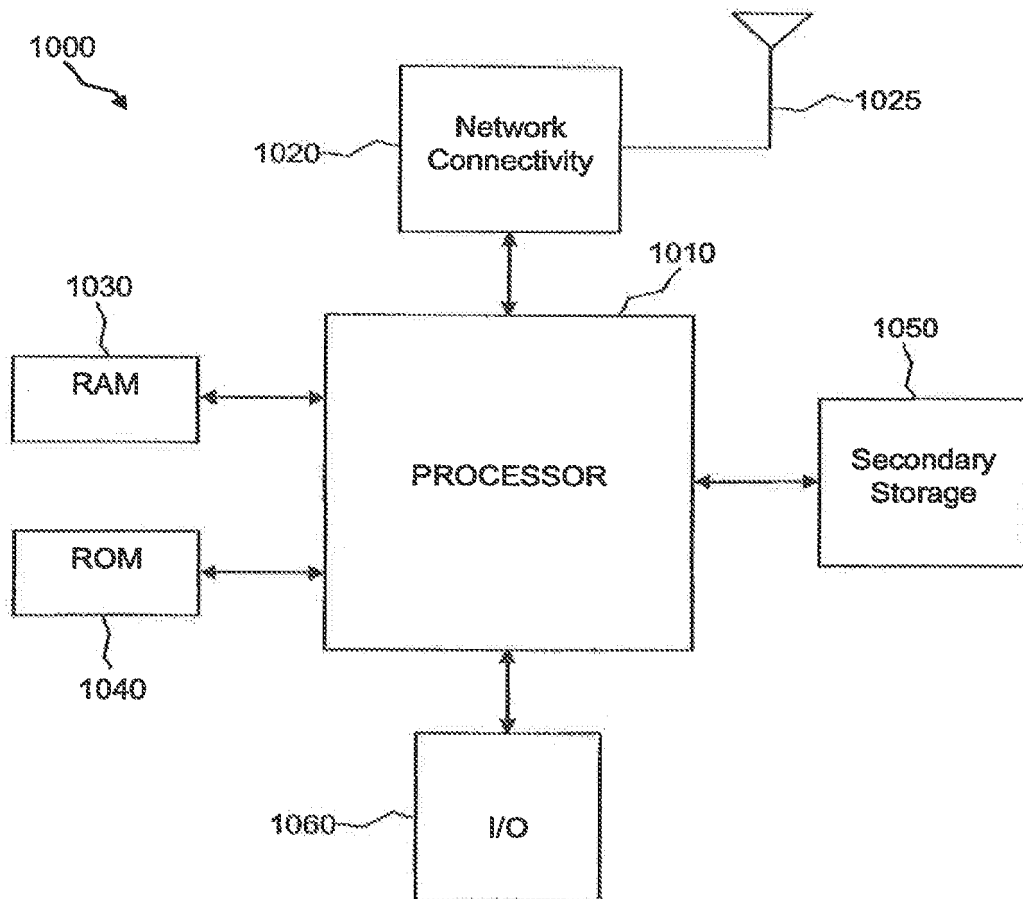 1000
Network
Connectivity
1020
1025
1010
1030
RAM
1050
PROCESSOR
Secondary
Storage
ROM
1040
1060
I/O